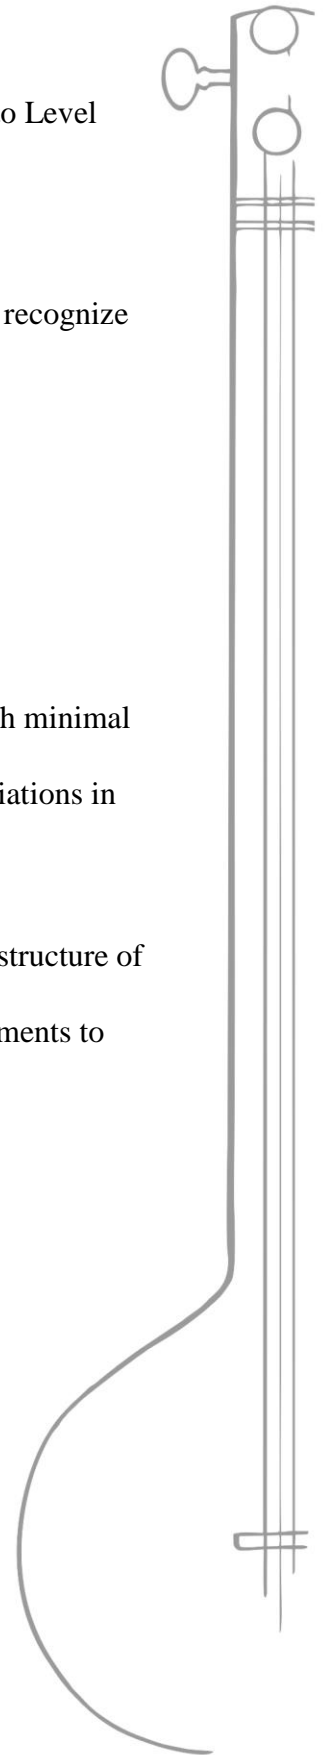 o Level
recognize
h minimal
iations in
structure of
ments to